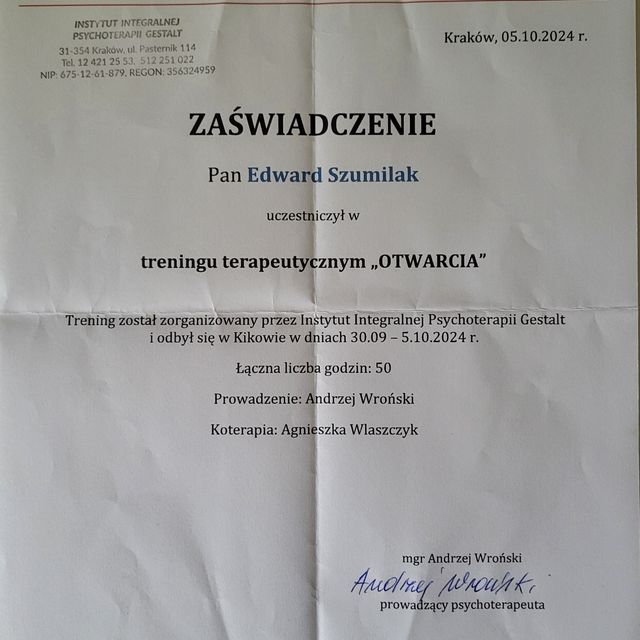 INSTYTUT INTEGRALNEJ
PSYCHOTERAPII GESTALT
31-354 Kraków, ul. Pasternik 114
Tel. 12 421 25 53, 512 251 022
NIP: 675-12-61-879, REGON: 356324959
Kraków, 05.10.2024 r.
ZAŚWIADCZENIE
Pan Edward Szumilak
uczestniczył w
treningu terapeutycznym „OTWARCIA”
Trening został zorganizowany przez Instytut Integralnej Psychoterapii Gestalt
i odbył się w Kikowie w dniach 30.09 – 5.10.2024 r.
Łączna liczba godzin: 50
Prowadzenie: Andrzej Wroński
Koterapia: Agnieszka Wlaszczyk
mgr Andrzej Wroński
Andrzej Wroński
prowadzący psychoterapeuta